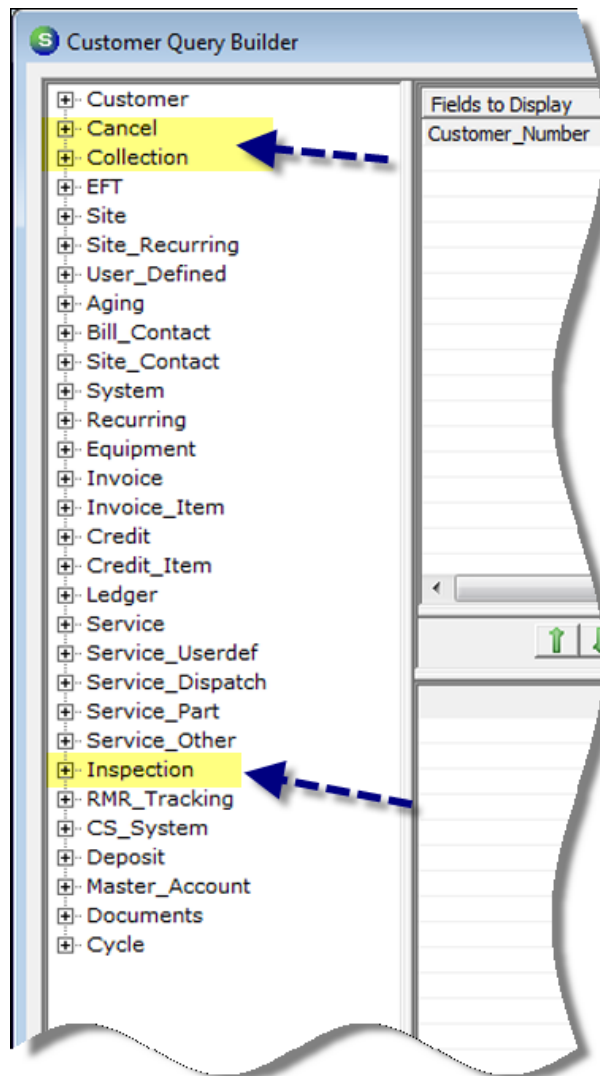 Customer Query Builder
Customer
Cancel
Collection
EFT
Site
Site_Recurring
User_Defined
Aging
Bill_Contact
Site_Contact
System
Recurring
Equipment
Invoice
Invoice_Item
Credit
Credit_Item
Ledger
Service
Service_Userdef
Service_Dispatch
Service_Part
Service_Other
Inspection
RMR_Tracking
CS_System
Deposit
Master_Account
Documents
Cycle
Fields to Display
Customer_Number